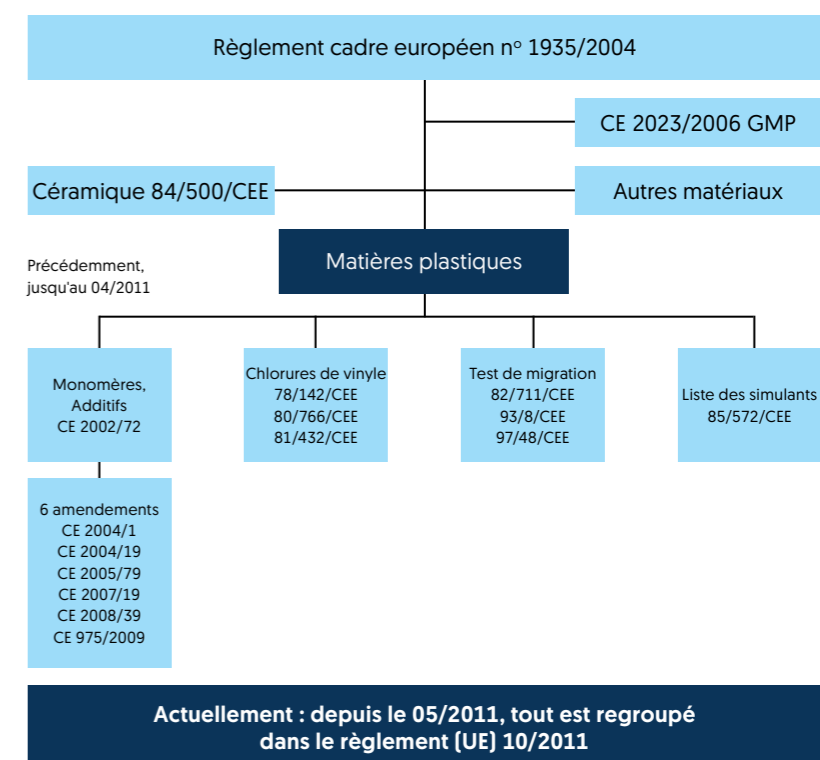 Règlement cadre européen nº 1935/2004
CE 2023/2006 GMP
Céramique 84/500/CEE
Autres matériaux
Matières plastiques
Précédemment,
jusqu'au 04/2011
Monomères,
Additifs
CE 2002/72
Chlorures de vinyle
78/142/CEE
80/766/CEE
81/432/CEE
Test de migration
82/711/CEE
93/8/CEE
97/48/CEE
Liste des simulants
85/572/CEE
6 amendements
CE 2004/1
CE 2004/19
CE 2005/79
CE 2007/19
CE 2008/39
CE 975/2009
Actuellement : depuis le 05/2011, tout est regroupé
dans le règlement (UE) 10/2011